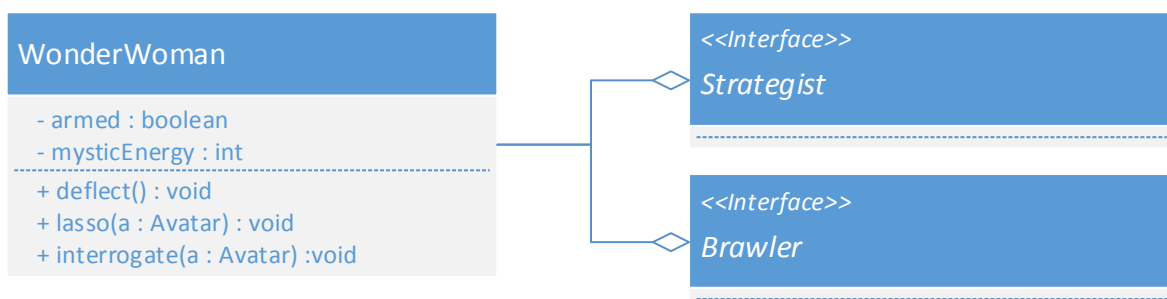 WonderWoman
- armed : boolean
- mysticEnergy : int
+ deflect() : void
+ lasso(a : Avatar) : void
+ interrogate(a : Avatar) :void
<<Interface>>
Strategist
<<Interface>>
Brawler